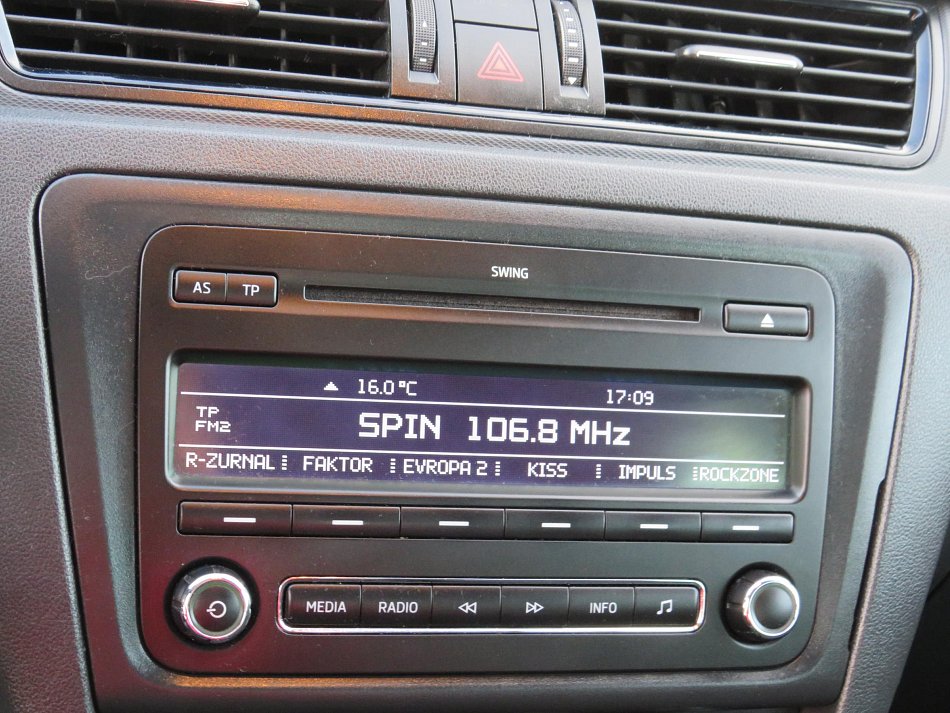 SWING
AS TP
16.0 °C 17:09
TP
FM2
SPIN 106.8 MHz
R-ZURNAL FAKTOR EVROPA 2 KISS IMPULS ROCKZONE
MEDIA RADIO INFO